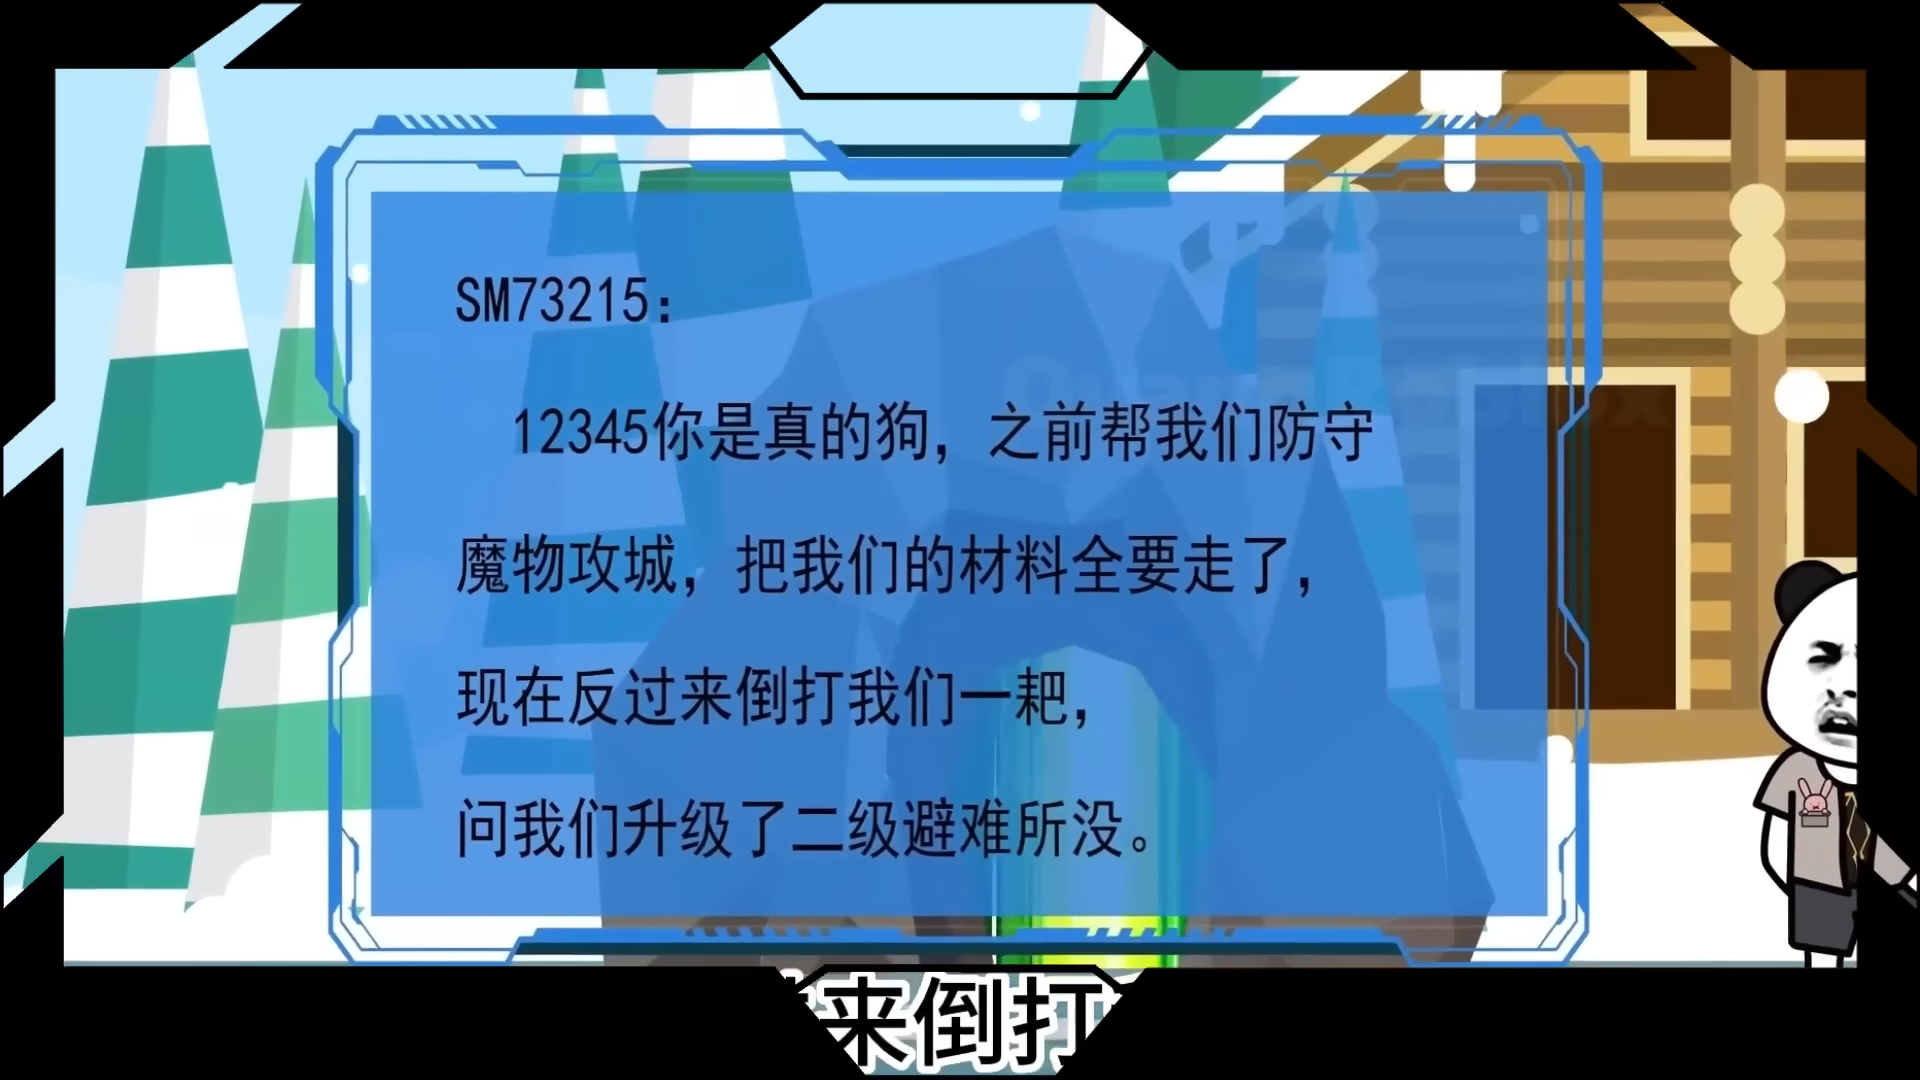 SM73215：
12345你是真的狗，之前帮我们防守
魔物攻城，把我们的材料全要走了，
现在反过来倒打我们一耙，
问我们升级了二级避难所没。
来倒打